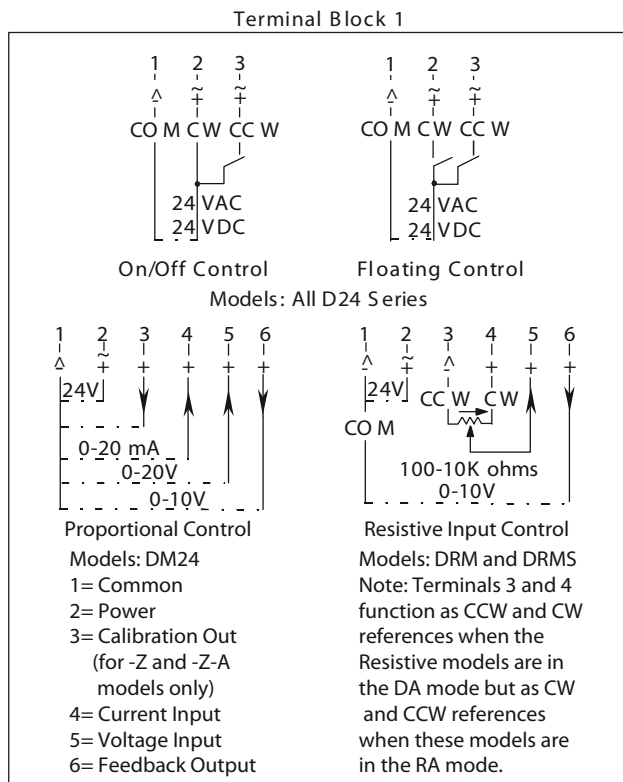 Terminal Block 1
1 2 3
COM CW CCW
24 VAC
24 VDC
On/Off Control
1 2 3
COM CW CCW
24 VAC
24 VDC
Floating Control
Models: All D24 Series
1 2 3 4 5 6
24V
0-20 mA
0-20V
0-10V
Proportional Control
Models: DM24
1= Common
2= Power
3= Calibration Out
(for -Z and -Z-A
models only)
4= Current Input
5= Voltage Input
6= Feedback Output
1 2 3 4 5 6
24V
CCW CW
COM
100-10K ohms
0-10V
Resistive Input Control
Models: DRM and DRMS
Note: Terminals 3 and 4
function as CCW and CW
references when the
Resistive models are in
the DA mode but as CW
and CCW references
when these models are
in the RA mode.